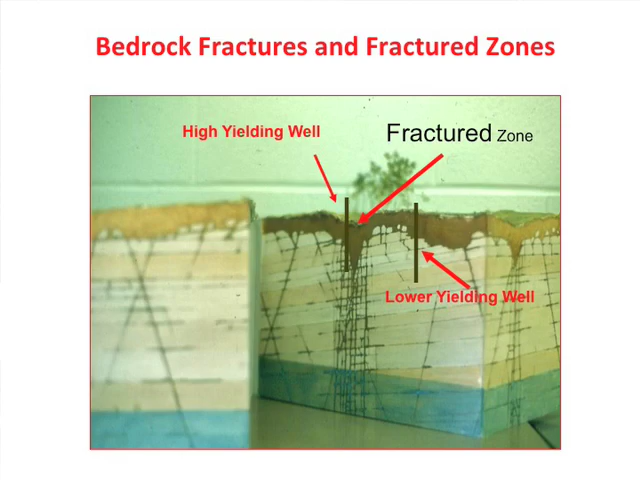 Bedrock Fractures and Fractured Zones
High Yielding Well
Fractured Zone
Lower Yielding Well